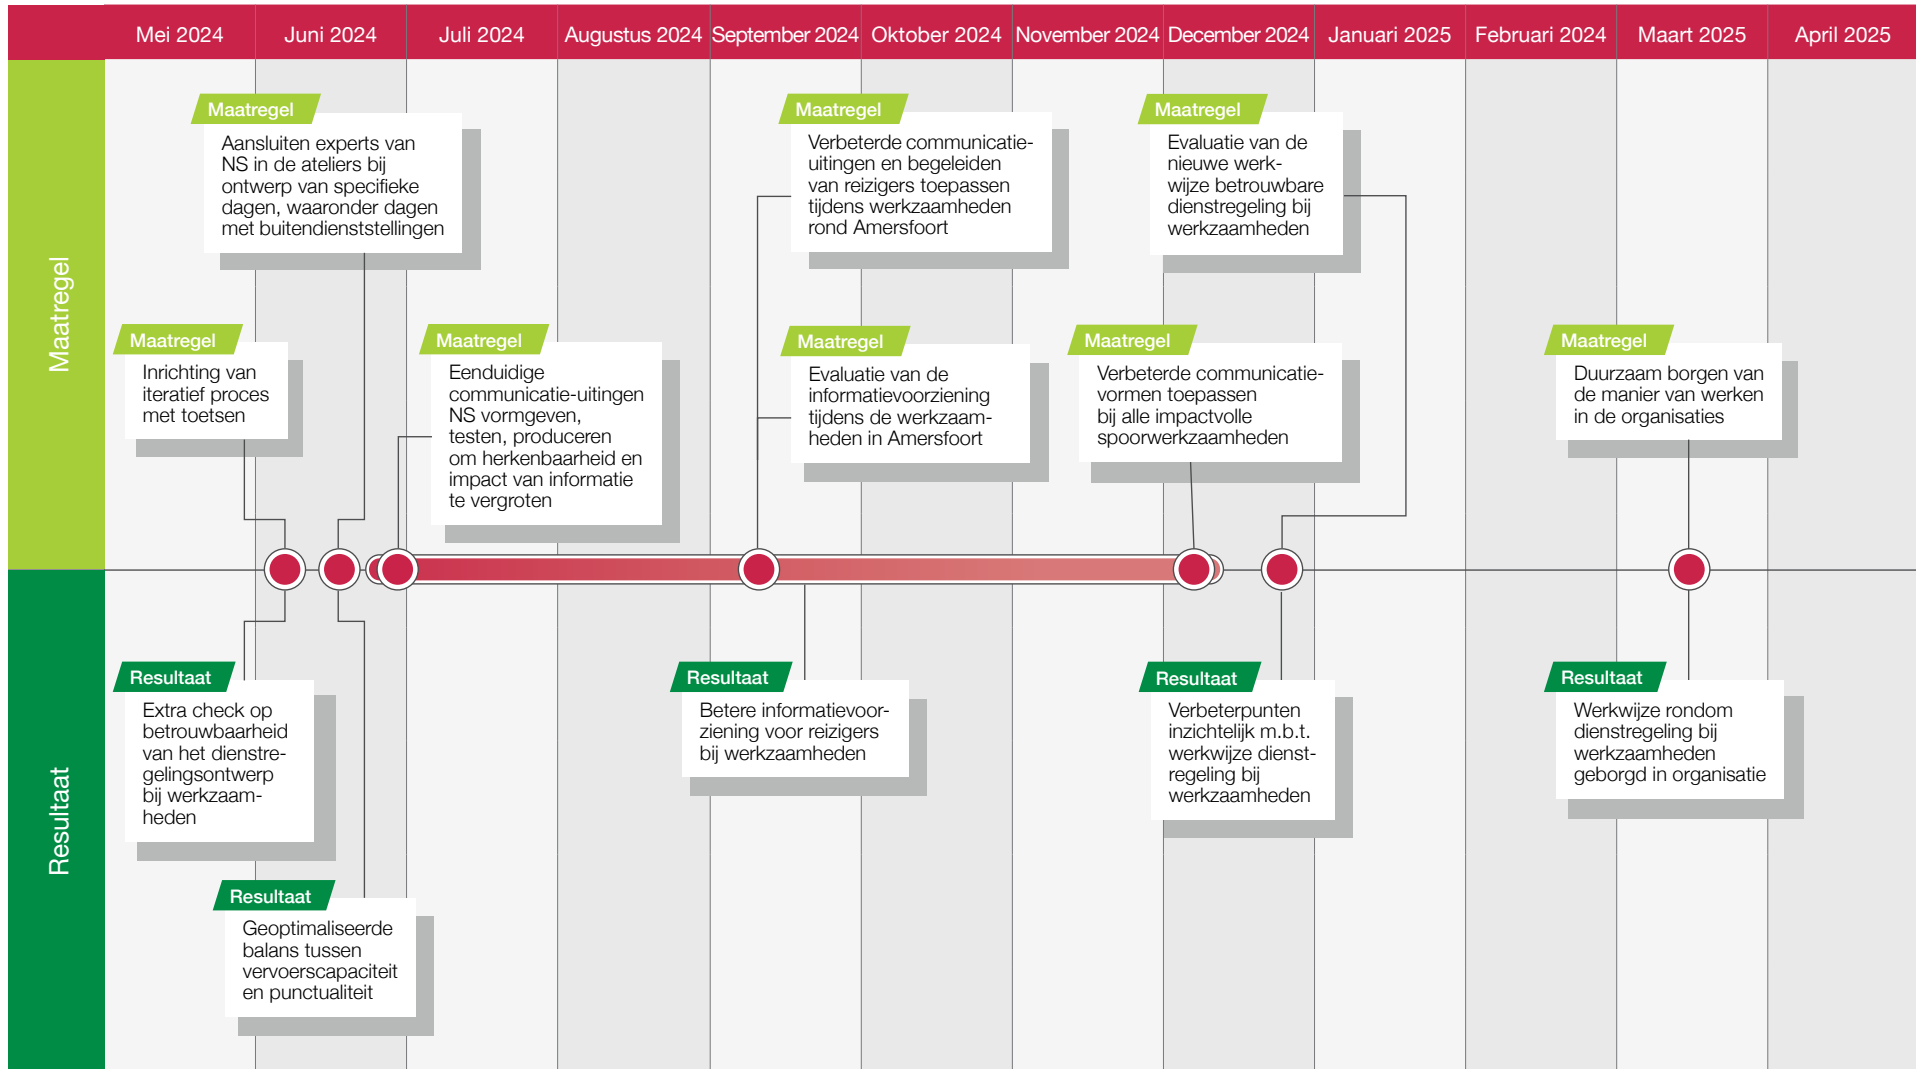 Mei 2024
Juni 2024
Juli 2024
Augustus 2024
September 2024
Oktober 2024
November 2024
December 2024
Januari 2025
Februari 2024
Maart 2025
April 2025
Maatregel
Maatregel
Aansluiten experts van
NS in de ateliers bij
ontwerp van specifieke
dagen, waaronder dagen
met buitendienststellingen
Maatregel
Verbeterde communicatie-
uitingen en begeleiden
van reizigers toepassen
tijdens werkzaamheden
rond Amersfoort
Maatregel
Evaluatie van de
nieuwe werk-
wijze betrouwbare
dienstregeling bij
werkzaamheden
Maatregel
Inrichting van
iteratief proces
met toetsen
Maatregel
Eenduidige
communicatie-uitingen
NS vormgeven,
testen, produceren
om herkenbaarheid en
impact van informatie
te vergroten
Maatregel
Evaluatie van de
informatievoorziening
tijdens de werkzaam-
heden in Amersfoort
Maatregel
Verbeterde communicatie-
vormen toepassen
bij alle impactvolle
spoorwerkzaamheden
Maatregel
Duurzaam borgen van
de manier van werken
in de organisaties
Resultaat
Resultaat
Extra check op
betrouwbaarheid
van het dienstre-
gelingsontwerp
bij werkzaam-
heden
Resultaat
Betere informatievoor-
ziening voor reizigers
bij werkzaamheden
Resultaat
Verbeterpunten
inzichtelijk m.b.t.
werkwijze dienst-
regeling bij
werkzaamheden
Resultaat
Werkwijze rondom
dienstregeling bij
werkzaamheden
geborgd in organisatie
Resultaat
Geoptimaliseerde
balans tussen
vervoerscapaciteit
en punctualiteit